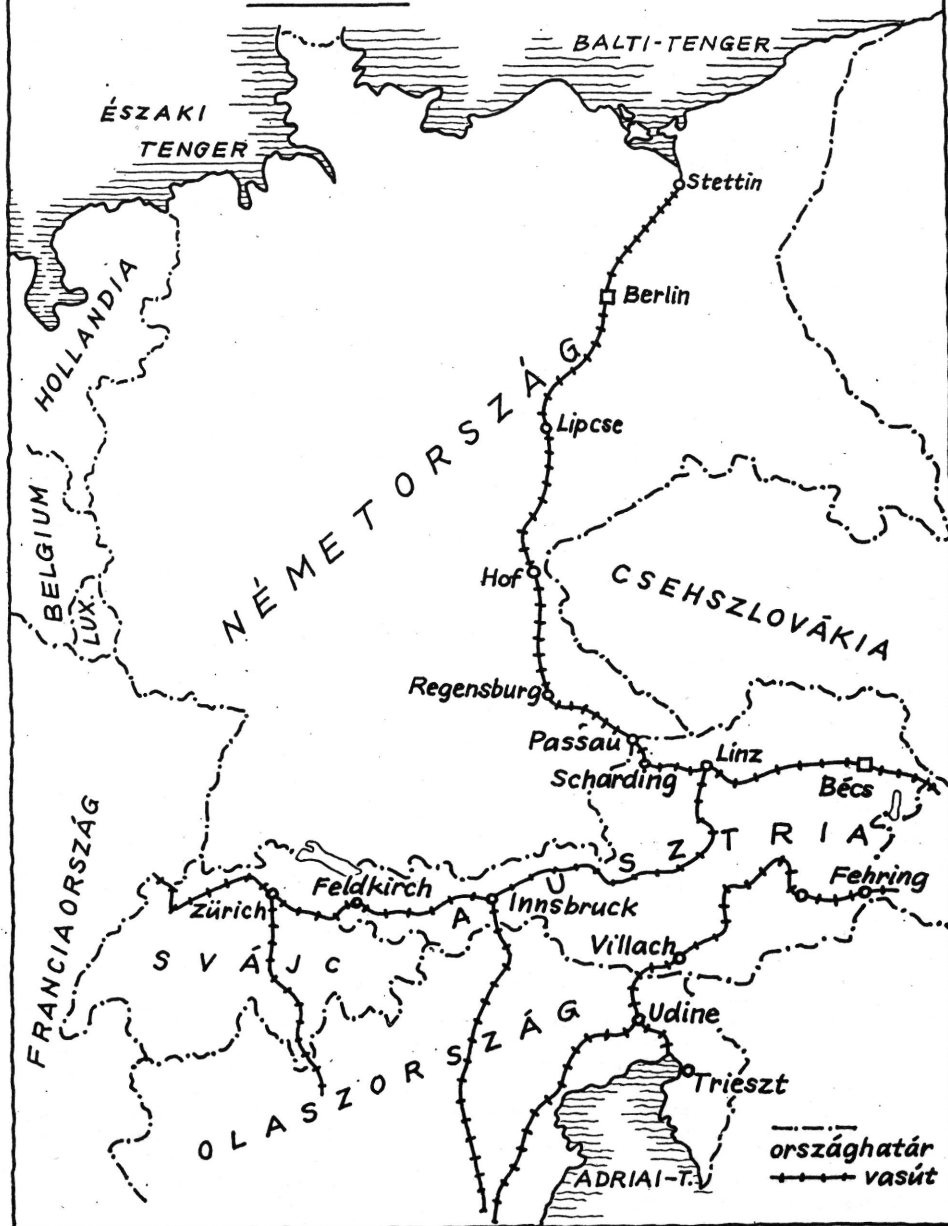 BALTI-TENGER
ÉSZAKI
TENGER
Stettin
Berlin
HOLLANDIA
NÉMETORSZÁG
Lipcse
BELGIUM
LUX.
Hof
CSEHSZLOVÁKIA
Regensburg
Passau
Linz
Scharding
Bécs
FRANCIAORSZÁG
AUSZTRIA
Feldkirch
Fehring
Zürich
Innsbruck
Villach
SVÁJC
Udine
OLASZORSZÁG
Trieszt
ADRIAI-T.
országhatár
vasút